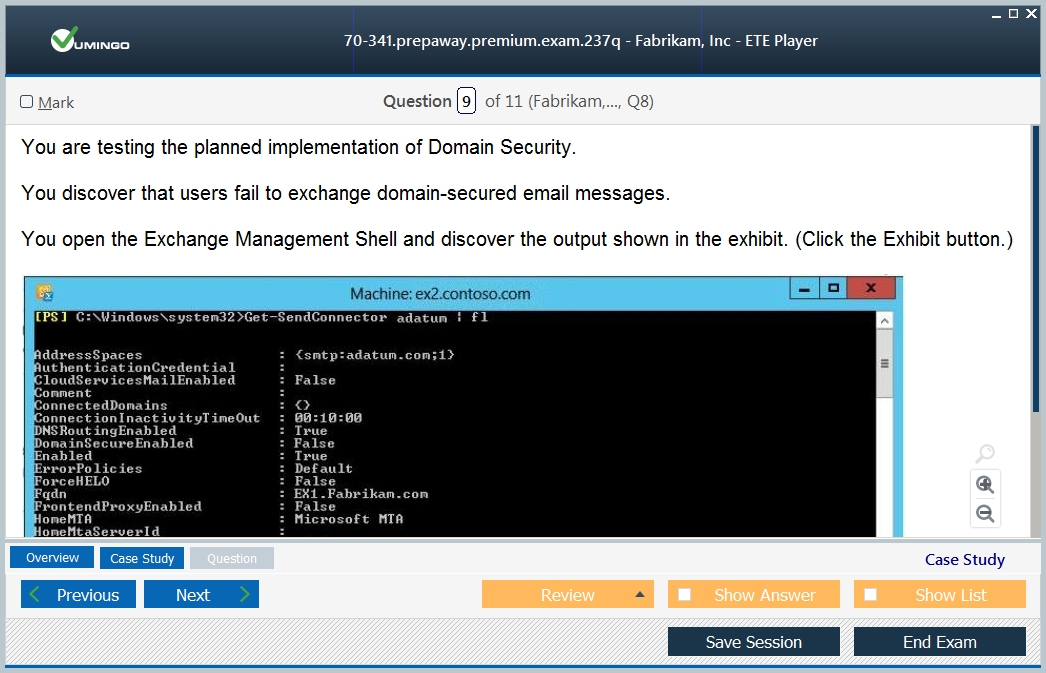 VUMINGO
70-341.prepaway.premium.exam.237q - Fabrikam, Inc - ETE Player
Mark
Question 9 of 11 (Fabrikam,..., Q8)
You are testing the planned implementation of Domain Security.
You discover that users fail to exchange domain-secured email messages.
You open the Exchange Management Shell and discover the output shown in the exhibit. (Click the Exhibit button.)
Machine: ex2.contoso.com
[PS] C:\Windows\system32>Get-SendConnector adatum | fl
AddressSpaces : {smtp:adatum.com;1}
AuthenticationCredential :
CloudServicesMailEnabled : False
Comment :
ConnectedDomains : {}
ConnectionInactivityTimeOut : 00:10:00
DNSRoutingEnabled : True
DomainSecureEnabled : False
Enabled : True
ErrorPolicies : Default
ForceHELO : False
Fqdn : EX1.Fabrikam.com
FrontendProxyEnabled : False
HomeMTA : Microsoft MTA
HomeMtaServerId :
Overview Case Study Question Case Study
Previous Next Review Show Answer Show List
Save Session End Exam